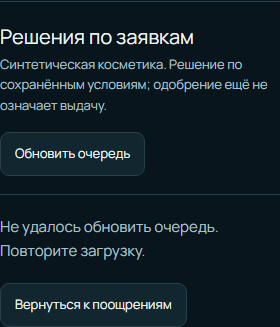 Решения по заявкам
Синтетическая косметика. Решение по
сохранённым условиям; одобрение ещё не
означает выдачу.
Обновить очередь
Не удалось обновить очередь.
Повторите загрузку.
Вернуться к поощрениям